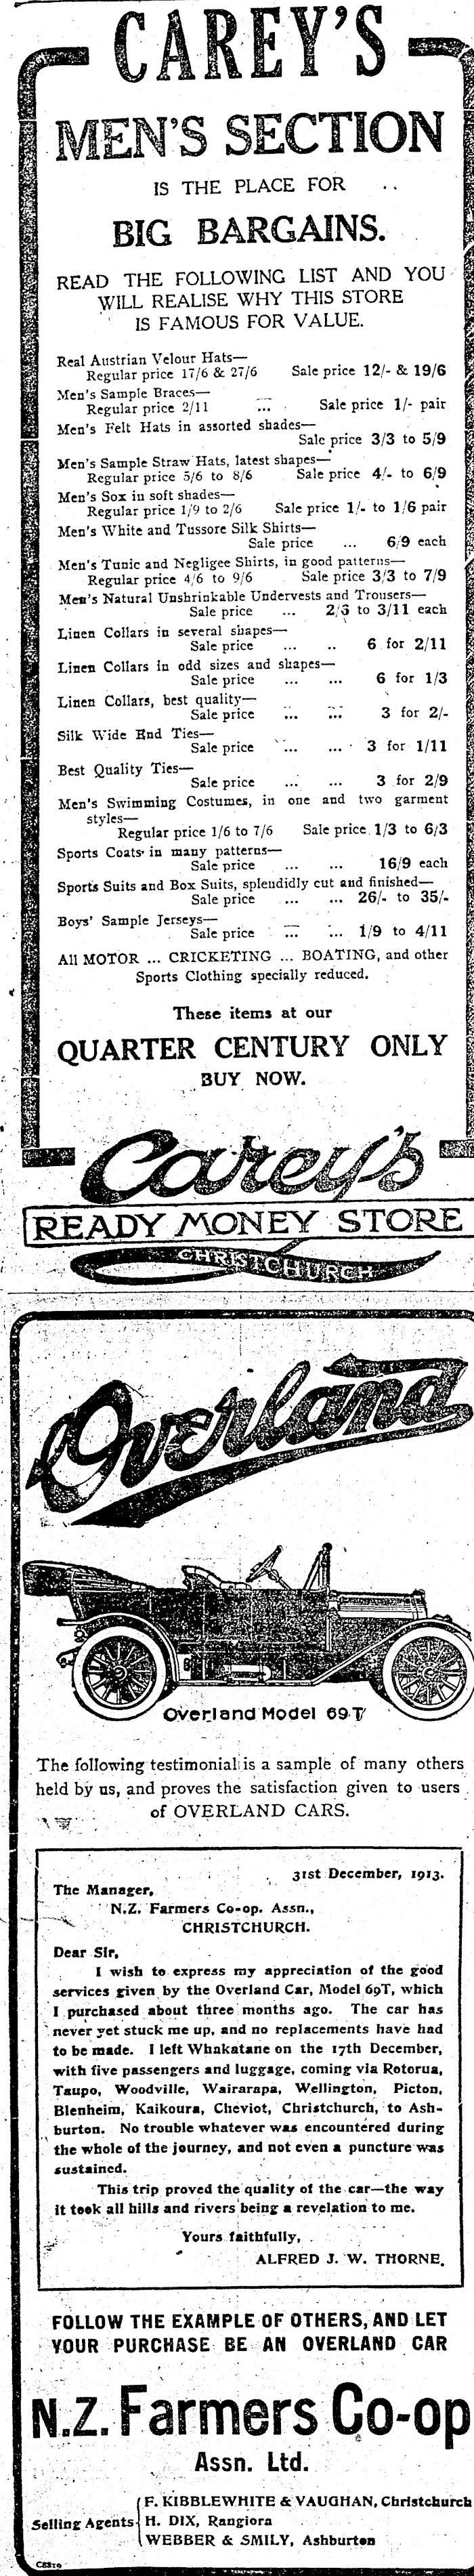 CAREY'S
MEN'S SECTION
IS THE PLACE FOR ..
BIG BARGAINS.
READ THE FOLLOWING LIST AND YOU
WILL REALISE WHY THIS STORE
IS FAMOUS FOR VALUE.
Real Austrian Velour Hats—
Regular price 17/6 & 27/6 Sale price 12/- & 19/6
Men's Sample Braces—
Regular price 2/11 ... Sale price 1/- pair
Men's Felt Hats in assorted shades—
Sale price 3/3 to 5/9
Men's Sample Straw Hats, latest shapes—
Regular price 5/6 to 8/6 Sale price 4/- to 6/9
Men's Sox in soft shades—
Regular price 1/9 to 2/6 Sale price 1/- to 1/6 pair
Men's White and Tussore Silk Shirts—
Sale price ... 6/9 each
Men's Tunic and Negligee Shirts, in good patterns—
Regular price 4/6 to 9/6 Sale price 3/3 to 7/9
Men's Natural Unshrinkable Undervests and Trousers—
Sale price ... 2/3 to 3/11 each
Linen Collars in several shapes—
Sale price ... .. 6 for 2/11
Linen Collars in odd sizes and shapes—
Sale price ... ... 6 for 1/3
Linen Collars, best quality—
Sale price ... ... 3 for 2/-
Silk Wide End Ties—
Sale price ... ... 3 for 1/11
Best Quality Ties—
Sale price ... ... 3 for 2/9
Men's Swimming Costumes, in one and two garment
styles—
Regular price 1/6 to 7/6 Sale price 1/3 to 6/3
Sports Coats in many patterns—
Sale price ... ... 16/9 each
Sports Suits and Box Suits, splendidly cut and finished—
Sale price ... ... 26/- to 35/-
Boys' Sample Jerseys—
Sale price ... ... 1/9 to 4/11
All MOTOR ... CRICKETING ... BOATING, and other
Sports Clothing specially reduced.
These items at our
QUARTER CENTURY ONLY
BUY NOW.
Carey's
READY MONEY STORE
CHRISTCHURCH
Overland
Overland Model 69T
The following testimonial is a sample of many others
held by us, and proves the satisfaction given to users
of OVERLAND CARS.
31st December, 1913.
The Manager,
N.Z. Farmers Co-op. Assn.,
CHRISTCHURCH.
Dear Sir,
I wish to express my appreciation of the good
services given by the Overland Car, Model 69T, which
I purchased about three months ago. The car has
never yet stuck me up, and no replacements have had
to be made. I left Whakatane on the 17th December,
with five passengers and luggage, coming via Rotorua,
Taupo, Woodville, Wairarapa, Wellington, Picton,
Blenheim, Kaikoura, Cheviot, Christchurch, to Ash-
burton. No trouble whatever was encountered during
the whole of the journey, and not even a puncture was
sustained.
This trip proved the quality of the car—the way
it took all hills and rivers being a revelation to me.
Yours faithfully,
ALFRED J. W. THORNE.
FOLLOW THE EXAMPLE OF OTHERS, AND LET
YOUR PURCHASE BE AN OVERLAND CAR
N.Z. Farmers Co-op
Assn. Ltd.
Selling Agents
F. KIBBLEWHITE & VAUGHAN, Christchurch
H. DIX, Rangiora
WEBBER & SMILY, Ashburton